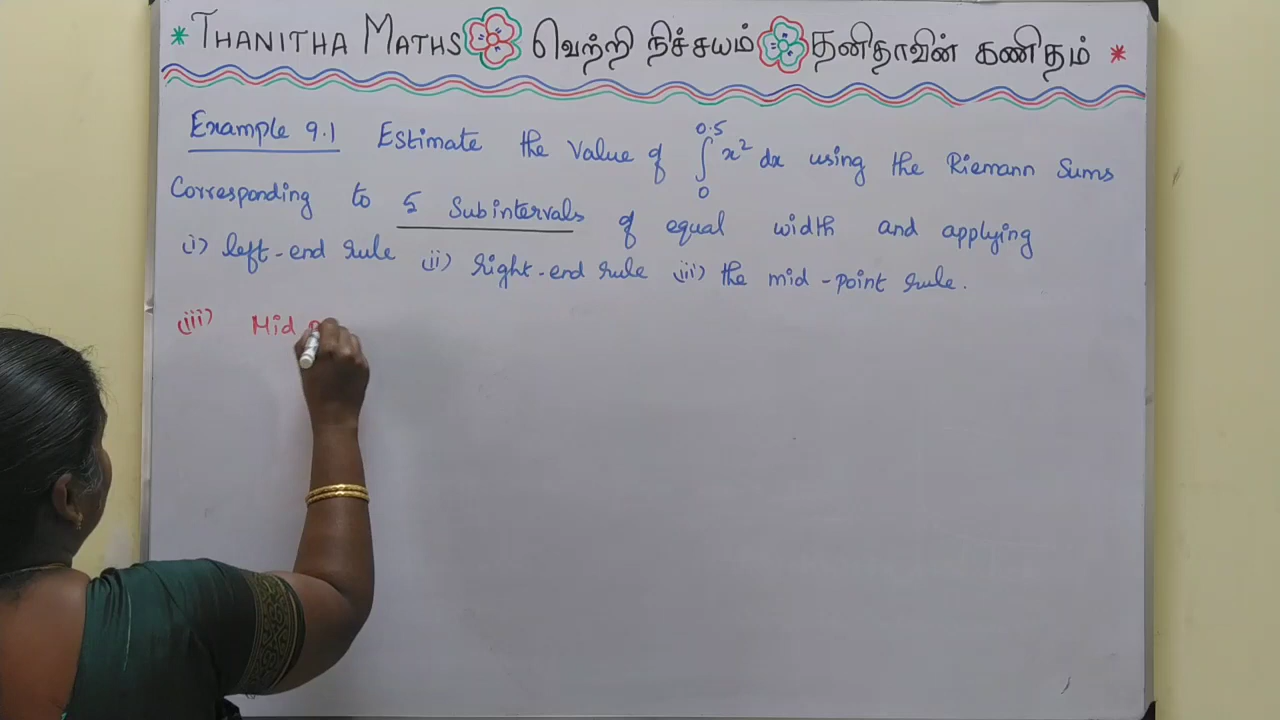 * THANITHA MATHS வெற்றி நிச்சயம் தனிதாவின் கணிதம் *
Example 9.1 Estimate the Value of ∫₀^0.5 x² dx using the Riemann Sums
Corresponding to 5 Subintervals of equal width and applying
(i) left-end rule (ii) right-end rule (iii) the mid-point rule.
(iii) Mid